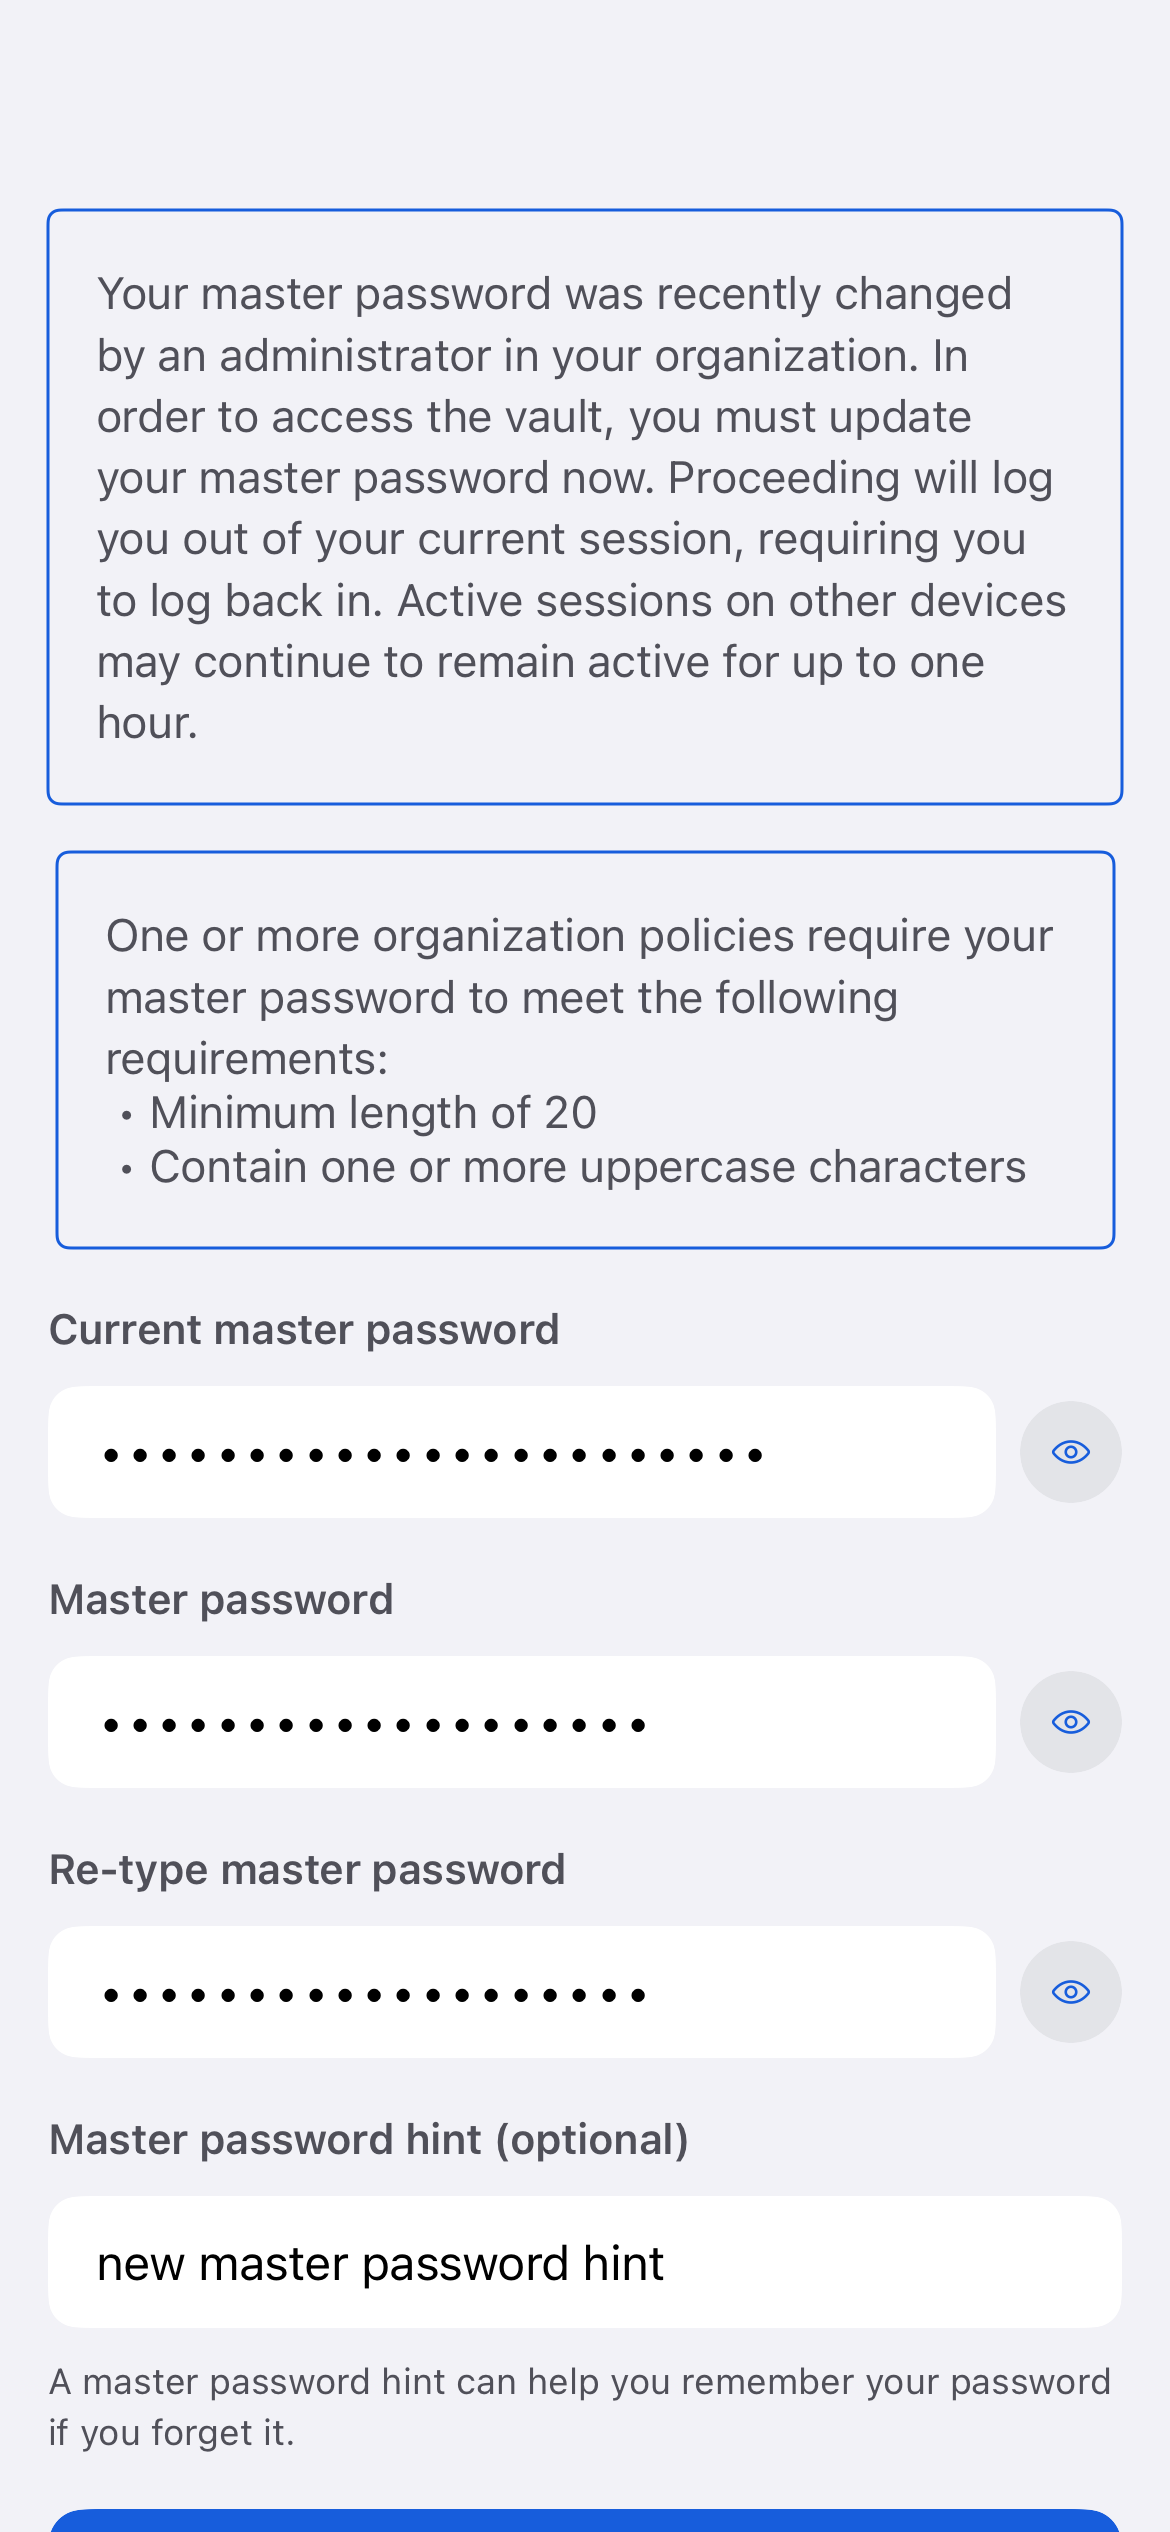 Your master password was recently changed
by an administrator in your organization. In
order to access the vault, you must update
your master password now. Proceeding will log
you out of your current session, requiring you
to log back in. Active sessions on other devices
may continue to remain active for up to one
hour.
One or more organization policies require your
master password to meet the following
requirements:
• Minimum length of 20
• Contain one or more uppercase characters
Current master password
•••••••••••••••••••••••
Master password
•••••••••••••••••••
Re-type master password
•••••••••••••••••••
Master password hint (optional)
new master password hint
A master password hint can help you remember your password
if you forget it.